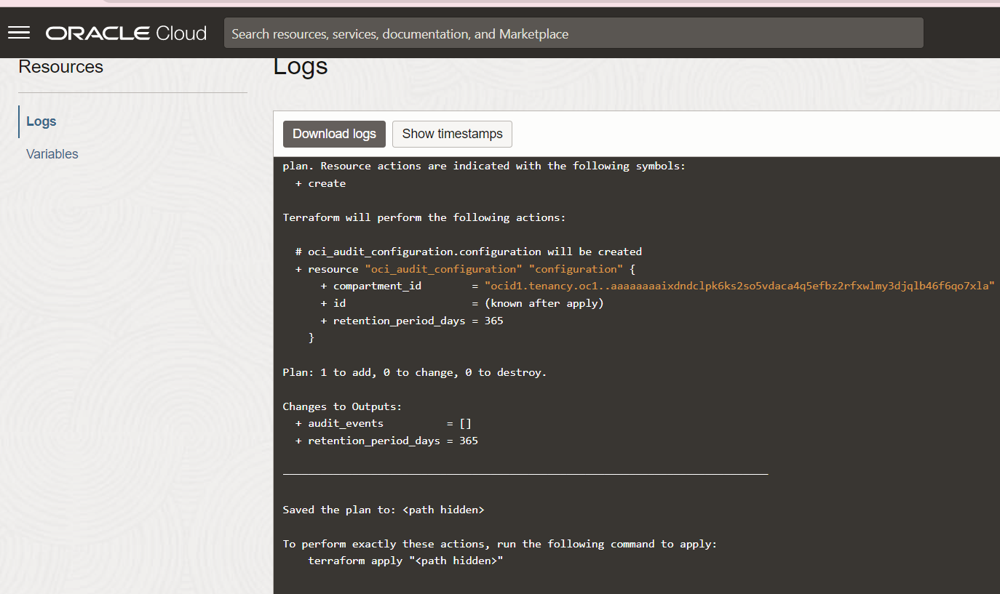 ORACLE Cloud
Search resources, services, documentation, and Marketplace
Resources
Logs
Variables
Logs
Download logs
Show timestamps
plan. Resource actions are indicated with the following symbols:
+ create
Terraform will perform the following actions:
# oci_audit_configuration.configuration will be created
+ resource "oci_audit_configuration" "configuration" {
+ compartment_id = "ocid1.tenancy.oc1..aaaaaaaaixdndclpk6ks2so5vdaca4q5efbz2rfxwlmy3djqlb46f6qo7xla"
+ id = (known after apply)
+ retention_period_days = 365
}
Plan: 1 to add, 0 to change, 0 to destroy.
Changes to Outputs:
+ audit_events = []
+ retention_period_days = 365
Saved the plan to: <path hidden>
To perform exactly these actions, run the following command to apply:
terraform apply "<path hidden>"